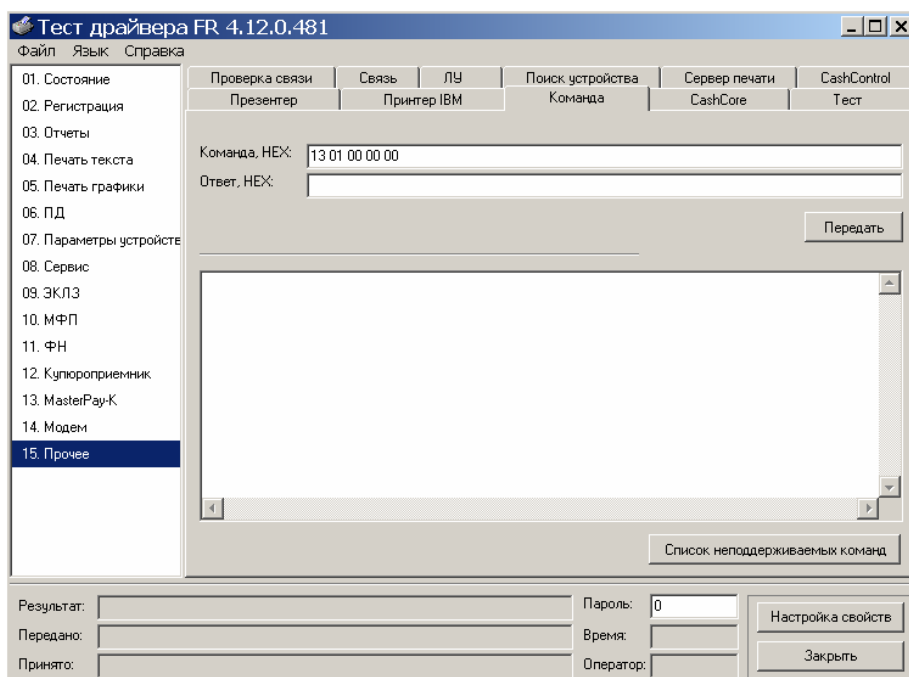 Тест драйвера FR 4.12.0.481
Файл Язык Справка
01. Состояние
02. Регистрация
03. Отчеты
04. Печать текста
05. Печать графики
06. ПД
07. Параметры устройств
08. Сервис
09. ЭКЛЗ
10. МФП
11. ФН
12. Купюроприемник
13. MasterPay-K
14. Модем
15. Прочее
Проверка связи Связь ЛУ Поиск устройства Сервер печати CashControl
Презентер Принтер IBM Команда CashCore Тест
Команда, HEX: 13 01 00 00 00
Ответ, HEX:
Передать
Список неподдерживаемых команд
Результат:
Передано:
Принято:
Пароль: 0
Время:
Оператор:
Настройка свойств
Закрыть